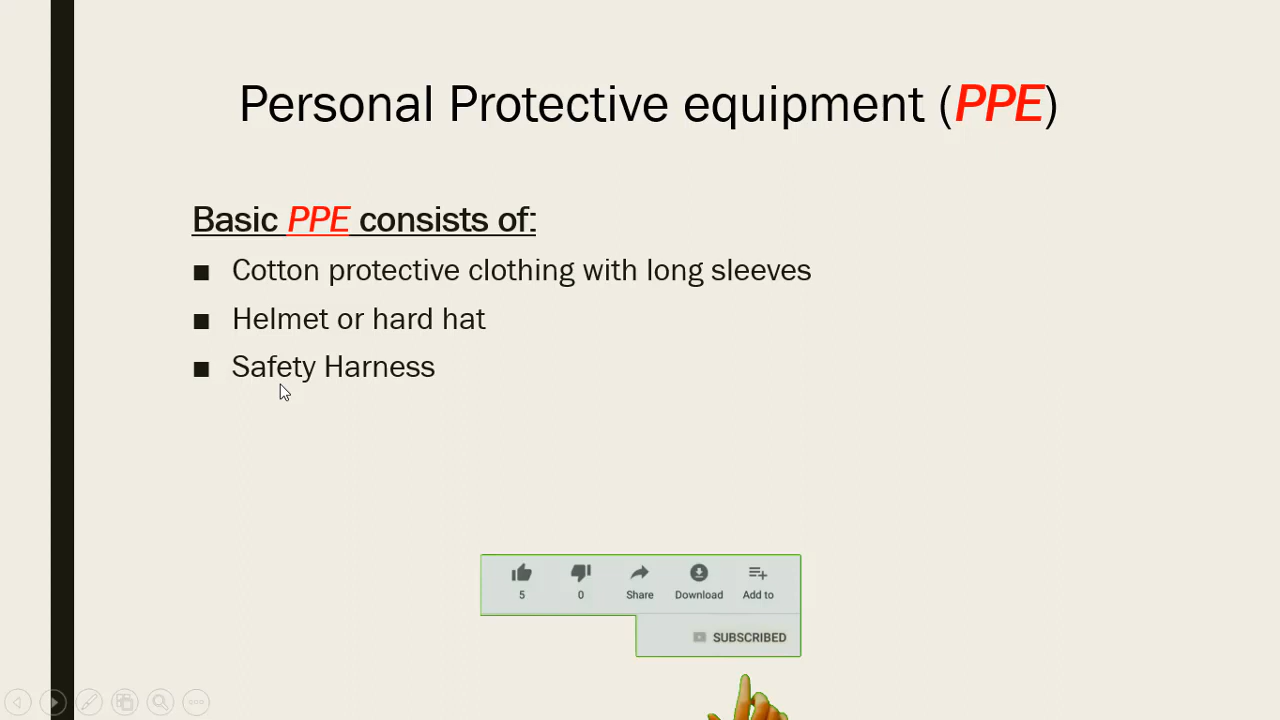 Personal Protective equipment (PPE)
Basic PPE consists of:
■ Cotton protective clothing with long sleeves
■ Helmet or hard hat
■ Safety Harness
5 0 Share Download Add to
SUBSCRIBED